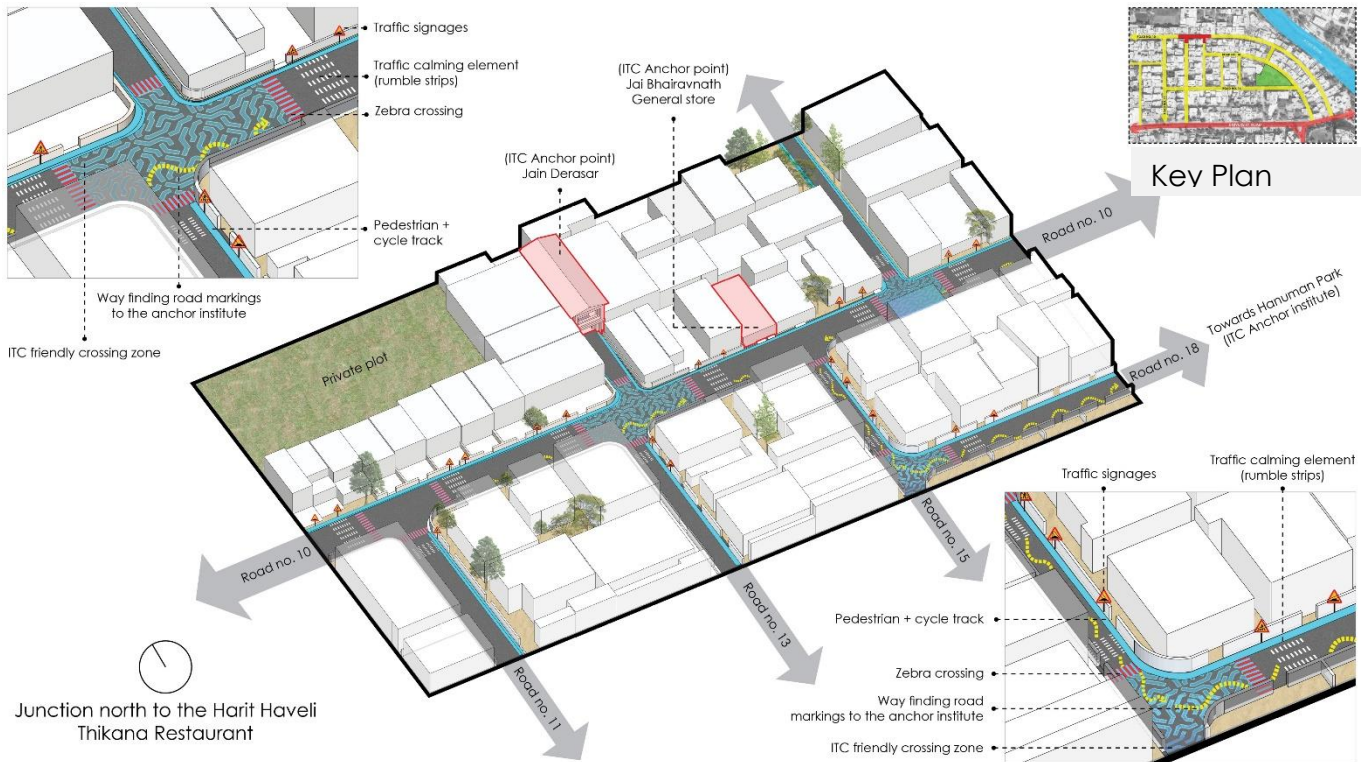 Traffic signages
Traffic calming element
(rumble strips)
Zebra crossing
Pedestrian +
cycle track
Way finding road markings
to the anchor institute
ITC friendly crossing zone
(ITC Anchor point)
Jain Derasar
(ITC Anchor point)
Jai Bhairavnath
General store
Key Plan
Road no. 10
Towards Hanuman Park
(ITC Anchor institute)
Road no. 18
Private plot
Road no. 10
Road no. 11
Road no. 13
Road no. 15
Junction north to the Harit Haveli
Thikana Restaurant
Traffic signages
Traffic calming element
(rumble strips)
Pedestrian + cycle track
Zebra crossing
Way finding road
markings to the anchor institute
ITC friendly crossing zone